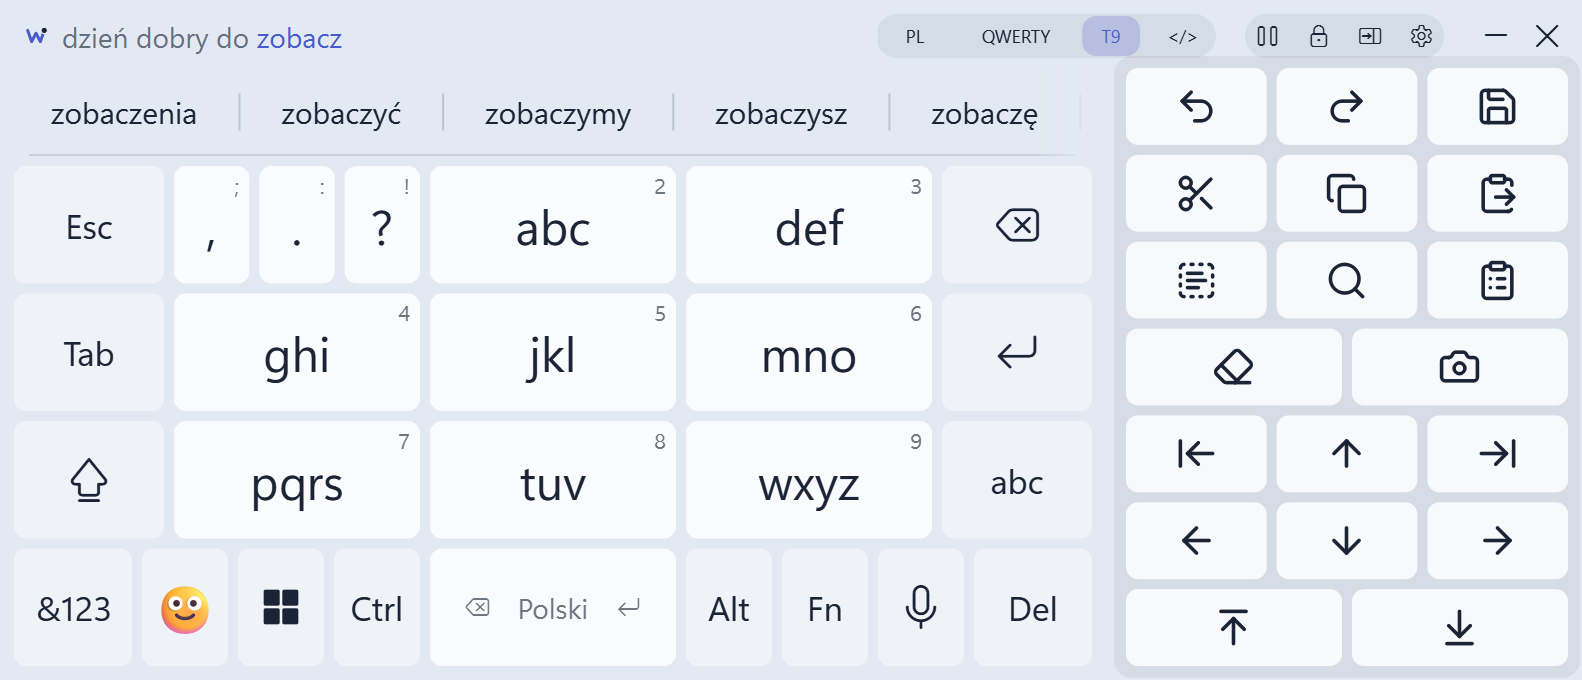 dzień dobry do zobacz
PL QWERTY T9 </>
zobaczenia zobaczyć zobaczymy zobaczysz zobaczę
Esc , ; . : ? ! abc 2 def 3
Tab ghi 4 jkl 5 mno 6
pqrs 7 tuv 8 wxyz 9 abc
&123 Ctrl Polski Alt Fn Del